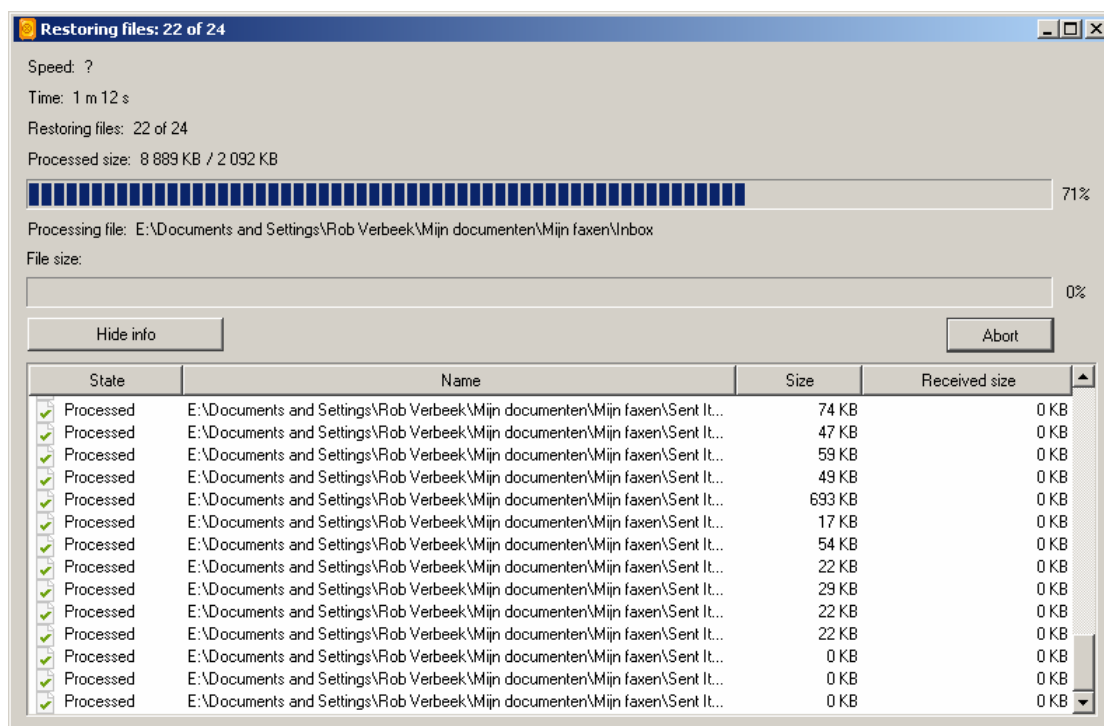 Restoring files: 22 of 24
Speed: ?
Time: 1 m 12 s
Restoring files: 22 of 24
Processed size: 8 889 KB / 2 092 KB
71%
Processing file: E:\Documents and Settings\Rob Verbeek\Mijn documenten\Mijn faxen\Inbox
File size:
0%
Hide info Abort
State Name Size Received size
Processed E:\Documents and Settings\Rob Verbeek\Mijn documenten\Mijn faxen\Sent It... 74 KB 0 KB
Processed E:\Documents and Settings\Rob Verbeek\Mijn documenten\Mijn faxen\Sent It... 47 KB 0 KB
Processed E:\Documents and Settings\Rob Verbeek\Mijn documenten\Mijn faxen\Sent It... 59 KB 0 KB
Processed E:\Documents and Settings\Rob Verbeek\Mijn documenten\Mijn faxen\Sent It... 49 KB 0 KB
Processed E:\Documents and Settings\Rob Verbeek\Mijn documenten\Mijn faxen\Sent It... 693 KB 0 KB
Processed E:\Documents and Settings\Rob Verbeek\Mijn documenten\Mijn faxen\Sent It... 17 KB 0 KB
Processed E:\Documents and Settings\Rob Verbeek\Mijn documenten\Mijn faxen\Sent It... 54 KB 0 KB
Processed E:\Documents and Settings\Rob Verbeek\Mijn documenten\Mijn faxen\Sent It... 22 KB 0 KB
Processed E:\Documents and Settings\Rob Verbeek\Mijn documenten\Mijn faxen\Sent It... 29 KB 0 KB
Processed E:\Documents and Settings\Rob Verbeek\Mijn documenten\Mijn faxen\Sent It... 22 KB 0 KB
Processed E:\Documents and Settings\Rob Verbeek\Mijn documenten\Mijn faxen\Sent It... 22 KB 0 KB
Processed E:\Documents and Settings\Rob Verbeek\Mijn documenten\Mijn faxen\Sent It... 0 KB 0 KB
Processed E:\Documents and Settings\Rob Verbeek\Mijn documenten\Mijn faxen\Sent It... 0 KB 0 KB
Processed E:\Documents and Settings\Rob Verbeek\Mijn documenten\Mijn faxen\Sent It... 0 KB 0 KB